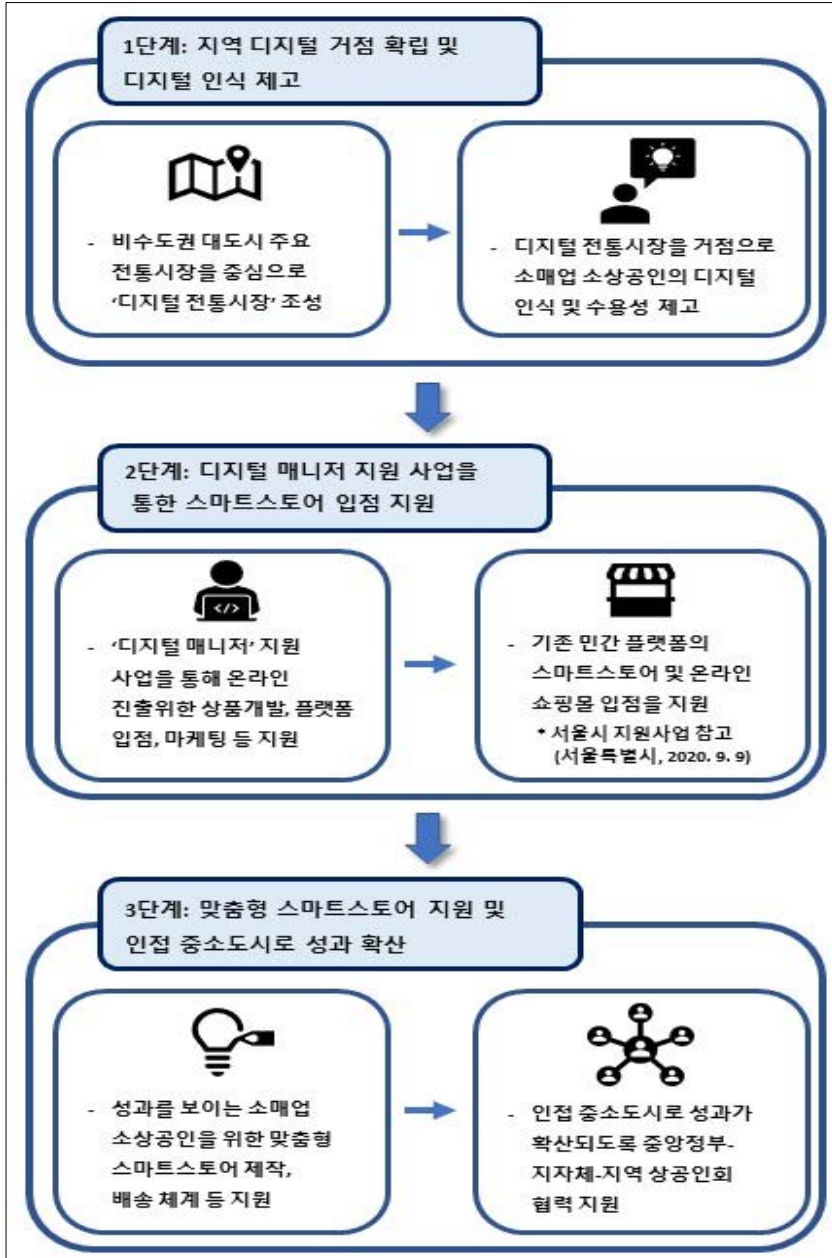 1단계: 지역 디지털 거점 확립 및
디지털 인식 제고
- 비수도권 대도시 주요
전통시장을 중심으로
‘디지털 전통시장’ 조성
- 디지털 전통시장을 거점으로
소매업 소상공인의 디지털
인식 및 수용성 제고
2단계: 디지털 매니저 지원 사업을
통한 스마트스토어 입점 지원
</>
- ‘디지털 매니저’ 지원
사업을 통해 온라인
진출위한 상품개발, 플랫폼
입점, 마케팅 등 지원
- 기존 민간 플랫폼의
스마트스토어 및 온라인
쇼핑몰 입점을 지원
* 서울시 지원사업 참고
(서울특별시, 2020. 9. 9)
3단계: 맞춤형 스마트스토어 지원 및
인접 중소도시로 성과 확산
- 성과를 보이는 소매업
소상공인을 위한 맞춤형
스마트스토어 제작,
배송 체계 등 지원
- 인접 중소도시로 성과가
확산되도록 중앙정부-
지자체-지역 상공인회
협력 지원